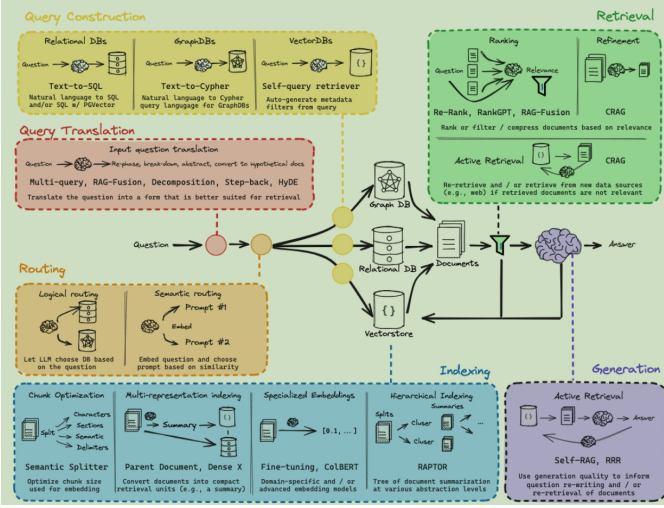 Query Construction
Relational DBs
Question
Text-to-SQL
Natural language to SQL
and/or SQL w/ PGVector
GraphDBs
Question
Text-to-Cypher
Natural language to Cypher
query langugage for GraphDBs
VectorDBs
Question
{}
Self-query retriever
Auto-generate metadata
filters from query
Retrieval
Ranking
Question
Relevance
Re-Rank, RankGPT, RAG-Fusion
Refinement
CRAG
Rank or filter / compress documents based on relevance
Active Retrieval
{}
CRAG
Re-retrieve and / or retrieve from new data sources
(e.g., web) if retrieved documents are not relevant
Query Translation
Input question translation
Question
Re-phase, break-down, abstract, convert to hypothetical docs
Multi-query, RAG-Fusion, Decomposition, Step-back, HyDE
Translate the question into a form that is better suited for retrieval
Question
Graph DB
Relational DB
{}
Vectorstore
Documents
Answer
Routing
Logical routing
Let LLM choose DB based
on the question
Semantic routing
Prompt #1
Embed
Prompt #2
Embed question and choose
prompt based on similarity
Indexing
Chunk Optimization
Split
Characters
Sections
Semantic
Delimiters
Semantic Splitter
Optimize chunk size
used for embedding
Multi-representation indexing
Summary
{}
Parent Document, Dense X
Convert documents into compact
retrieval units (e.g., a summary)
Specialized Embeddings
[0.1, ...]
Fine-tuning, ColBERT
Domain-specific and / or
advanced embedding models
Hierarchical Indexing
Splits
Summaries
Cluser
Cluser
...
RAPTOR
Tree of document summarization
at various abstraction levels
Generation
Active Retrieval
Answer
Self-RAG, RRR
Use generation quality to inform
question re-writing and / or
re-retrieval of documents